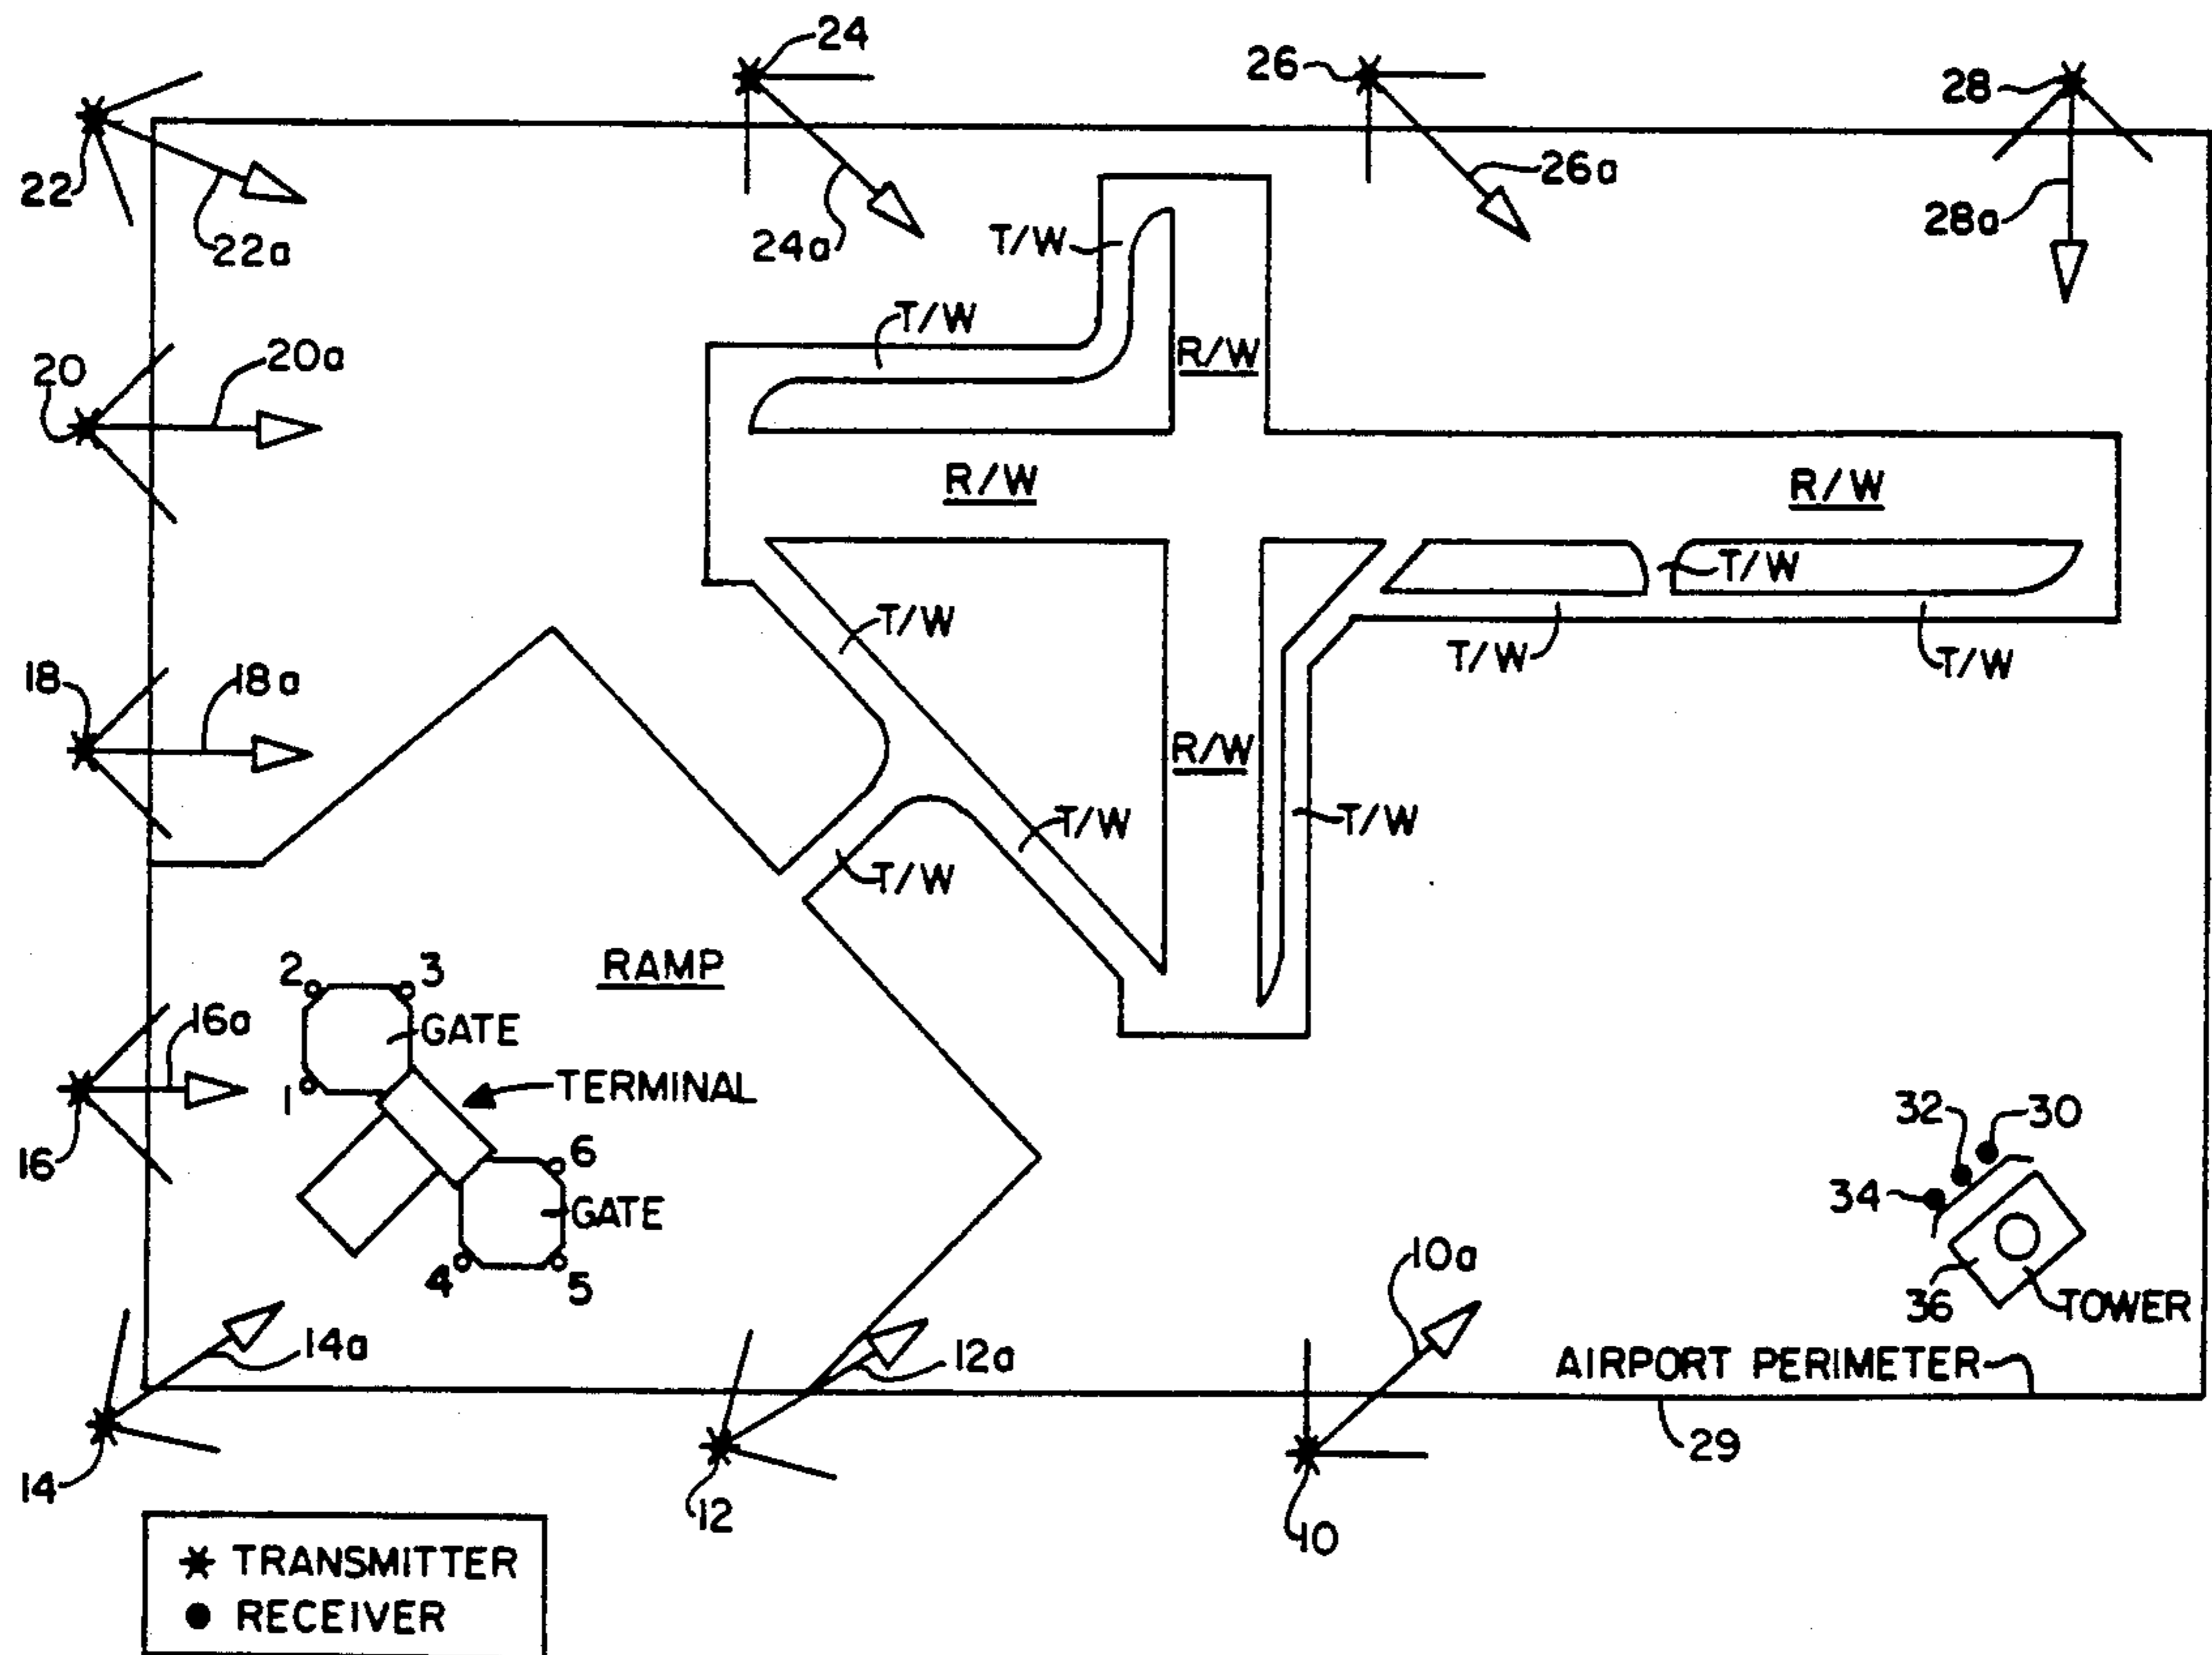 24
26
28
22
22a
24a
T/W
26a
28a
T/W
20
20a
R/W
R/W
R/W
T/W
T/W
T/W
T/W
18
18a
R/W
T/W
T/W
T/W
2
3
RAMP
GATE
16a
1
TERMINAL
16
6
GATE
4
5
32
30
34
10a
36
TOWER
14a
12a
AIRPORT PERIMETER
29
14
12
10
TRANSMITTER
RECEIVER